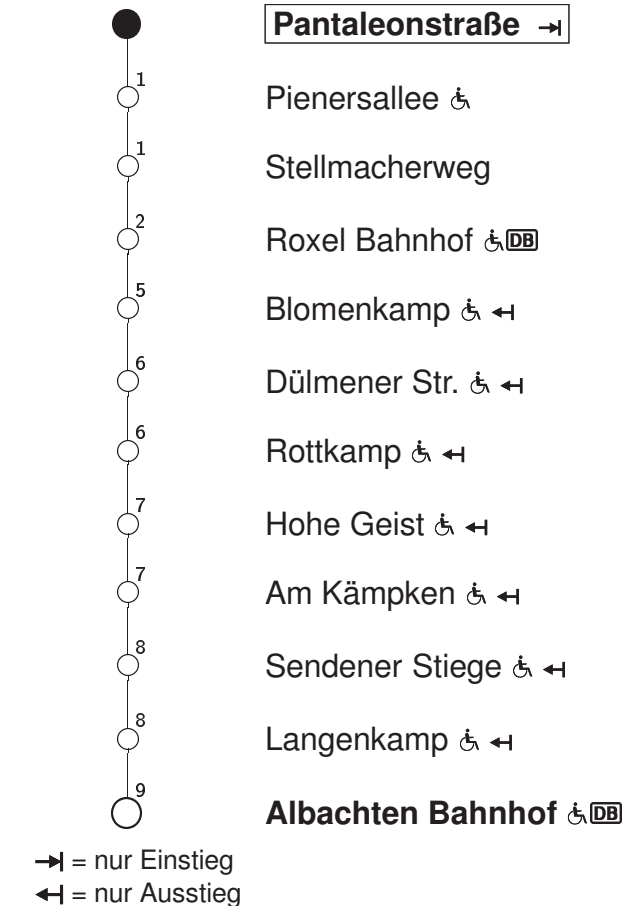 Pantaleonstraße
1 Pienersallee
1 Stellmacherweg
2 Roxel Bahnhof DB
5 Blomenkamp
6 Dülmener Str.
6 Rottkamp
7 Hohe Geist
7 Am Kämpken
8 Sendener Stiege
8 Langenkamp
9 Albachten Bahnhof DB
= nur Einstieg
= nur Ausstieg